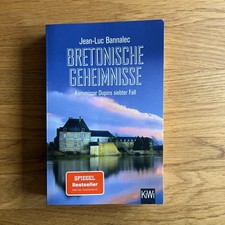 Jean-Luc Bannalec
BRETONISCHE
GEHEIMNISSE
Kommissar Dupins siebter Fall
SPIEGEL
Bestseller
KiWi